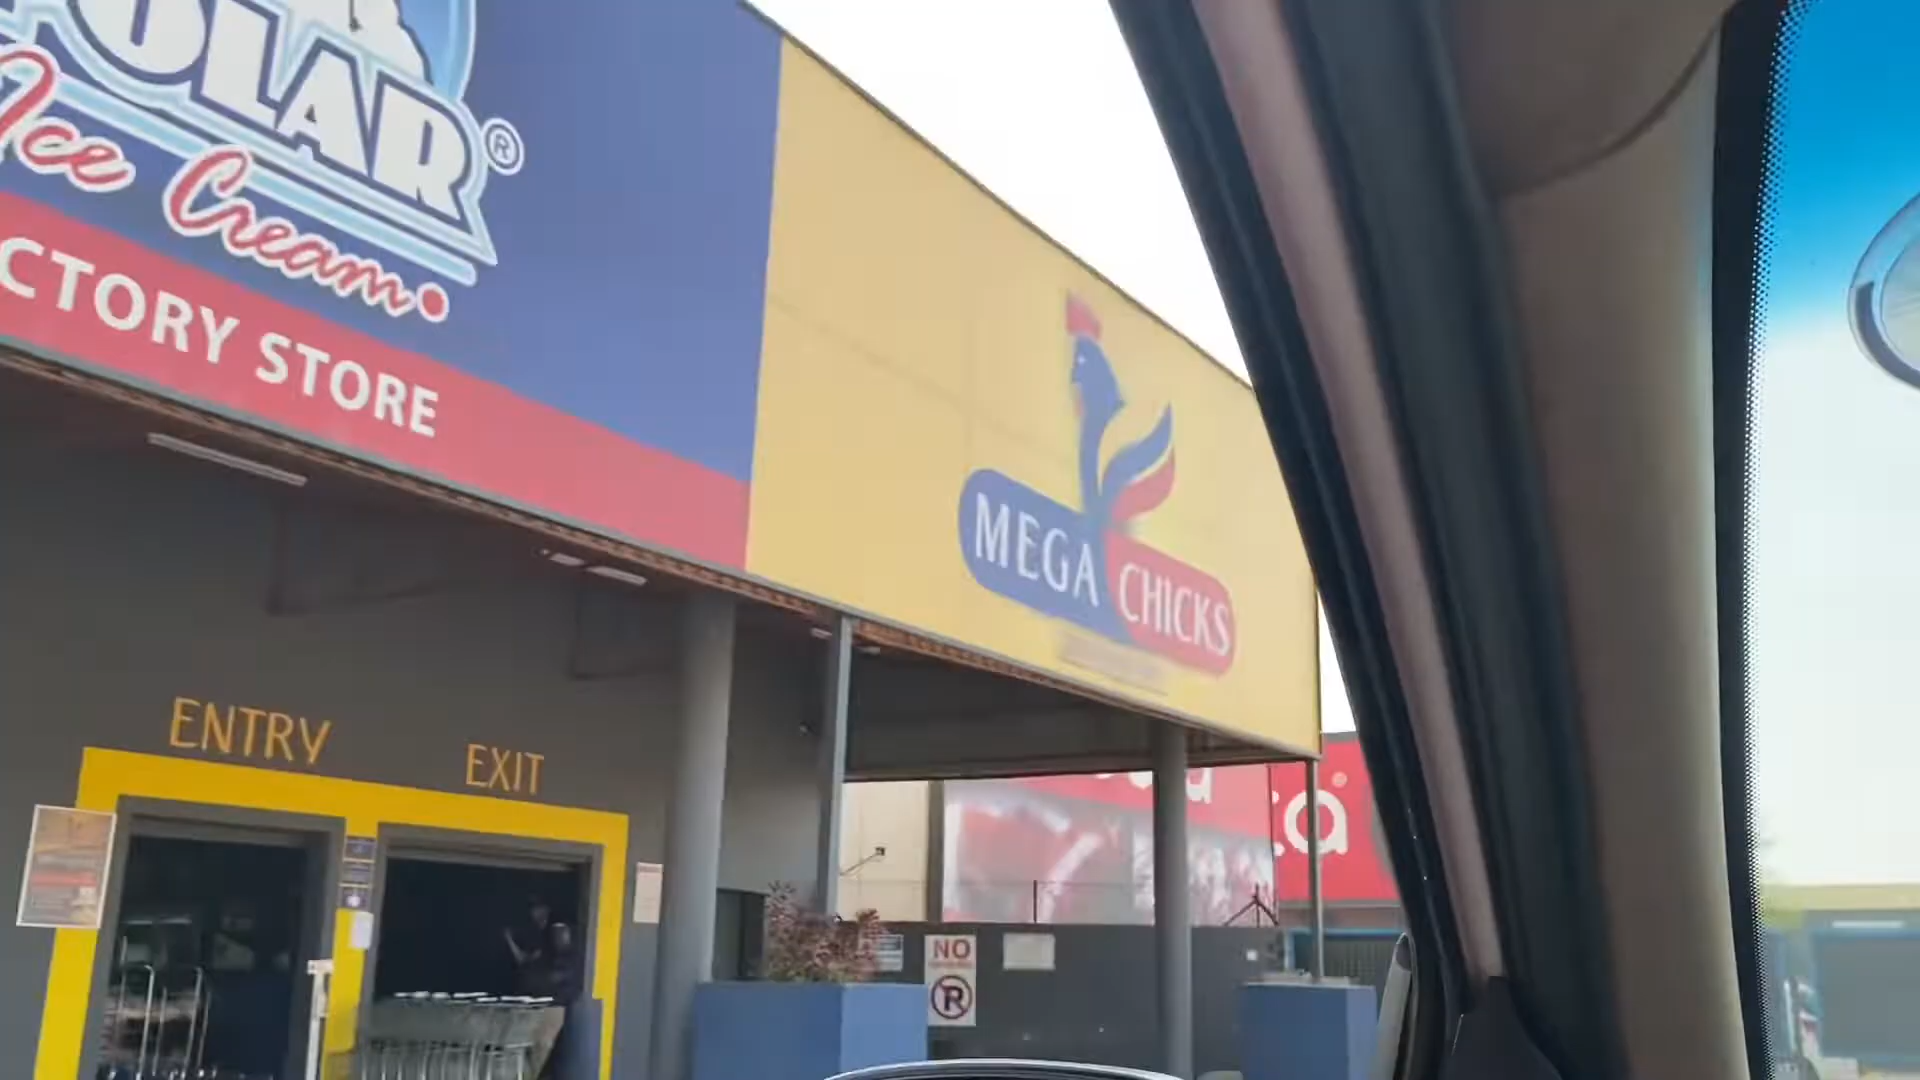 OLAR®
Ice Cream
CTORY STORE
MEGA CHICKS
ENTRY
EXIT
NO
R